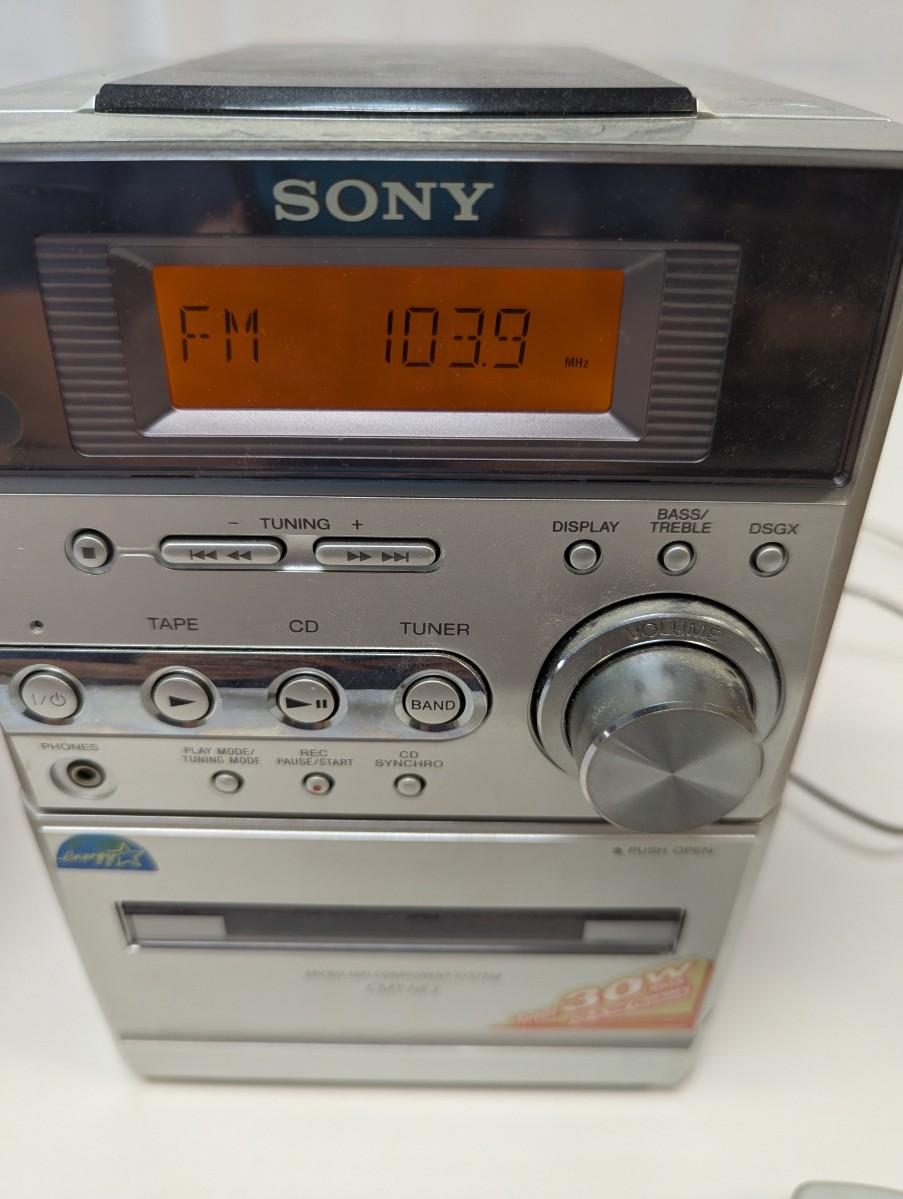 SONY
FM 103.9 MHz
− TUNING +
DISPLAY
BASS/
TREBLE
DSGX
VOLUME
TAPE
CD
TUNER
I/⏻
BAND
PHONES
PLAY MODE/
TUNING MODE
REC
PAUSE/START
CD
SYNCHRO
energy
PUSH OPEN
MICRO HI-FI COMPONENT SYSTEM
30W